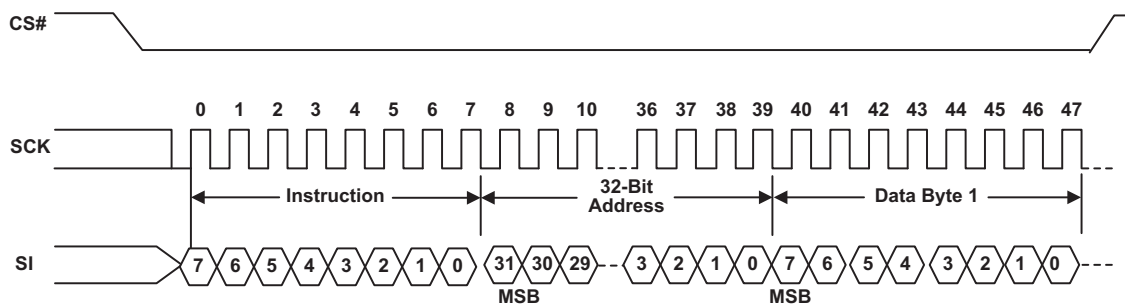 CS#
0 1 2 3 4 5 6 7 8 9 10 36 37 38 39 40 41 42 43 44 45 46 47
SCK
Instruction
32-Bit
Address
Data Byte 1
SI
7 6 5 4 3 2 1 0 31 30 29 3 2 1 0 7 6 5 4 3 2 1 0
MSB MSB